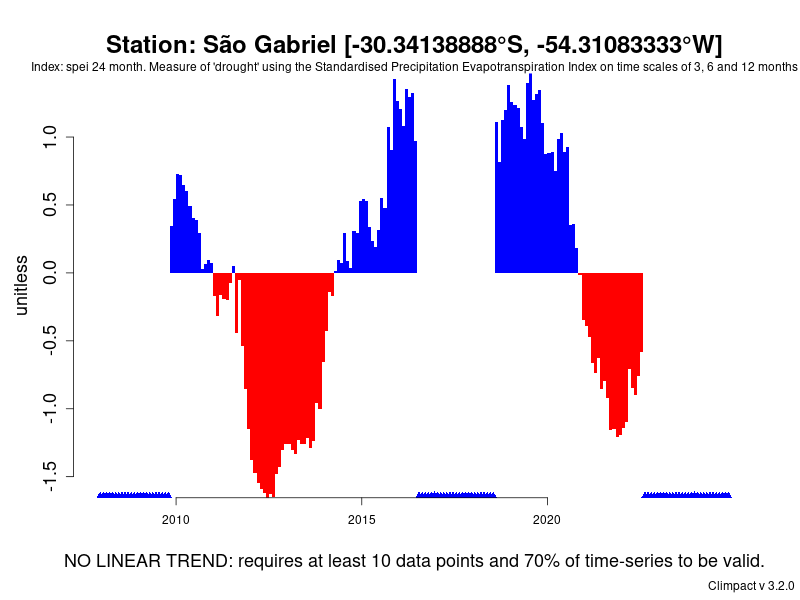 Station: São Gabriel [-30.34138888°S, -54.31083333°W]
Index: spei 24 month. Measure of 'drought' using the Standardised Precipitation Evapotranspiration Index on time scales of 3, 6 and 12 months
1.0
0.5
0.0
-0.5
-1.0
-1.5
unitless
2010 2015 2020
NO LINEAR TREND: requires at least 10 data points and 70% of time-series to be valid.
Climpact v 3.2.0